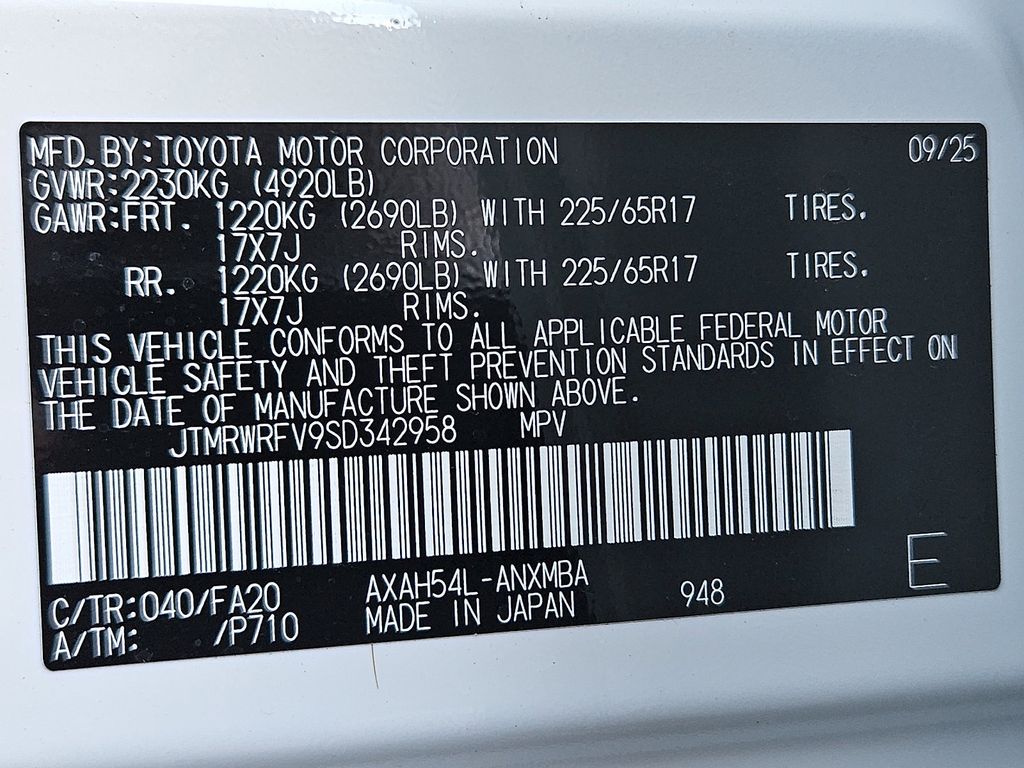 MFD. BY: TOYOTA MOTOR CORPORATION 09/25
GVWR: 2230KG (4920LB)
GAWR: FRT. 1220KG (2690LB) WITH 225/65R17 TIRES.
17X7J RIMS.
RR. 1220KG (2690LB) WITH 225/65R17 TIRES.
17X7J RIMS.
THIS VEHICLE CONFORMS TO ALL APPLICABLE FEDERAL MOTOR
VEHICLE SAFETY AND THEFT PREVENTION STANDARDS IN EFFECT ON
THE DATE OF MANUFACTURE SHOWN ABOVE.
JTMRWRFV9SD342958 MPV
C/TR: 040/FA20 AXAH54L-ANXMBA 948 E
A/TM: /P710 MADE IN JAPAN